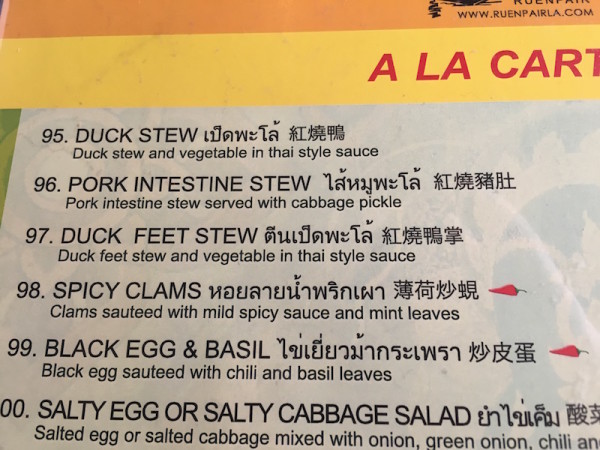 RUENPAIR
WWW.RUENPAIRLA.COM
A LA CART
95. DUCK STEW เป็ดพะโล้ 紅燒鴨
Duck stew and vegetable in thai style sauce
96. PORK INTESTINE STEW ไส้หมูพะโล้ 紅燒豬肚
Pork intestine stew served with cabbage pickle
97. DUCK FEET STEW ตีนเป็ดพะโล้ 紅燒鴨掌
Duck feet stew and vegetable in thai style sauce
98. SPICY CLAMS หอยลายน้ำพริกเผา 薄荷炒蜆
Clams sauteed with mild spicy sauce and mint leaves
99. BLACK EGG & BASIL ไข่เยี่ยวม้ากระเพรา 炒皮蛋
Black egg sauteed with chili and basil leaves
00. SALTY EGG OR SALTY CABBAGE SALAD ยำไข่เค็ม 酸菜
Salted egg or salted cabbage mixed with onion, green onion, chili an